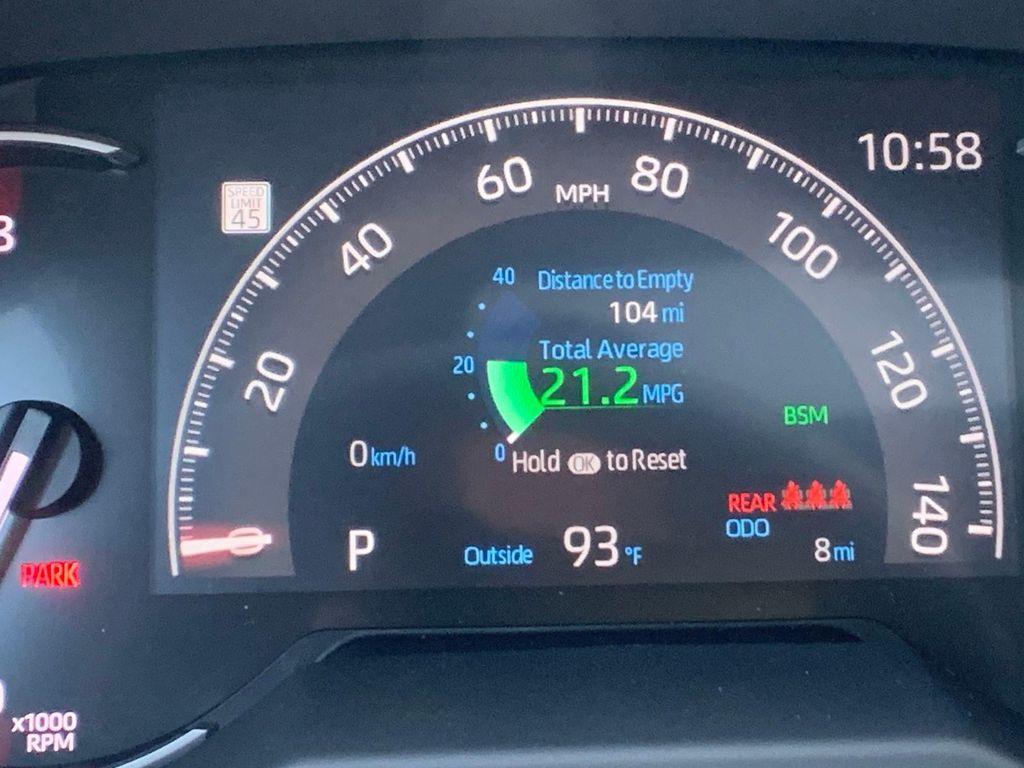 10:58
SPEED
LIMIT
45
0
20
40
60
80
100
120
140
MPH
40
20
0
Distance to Empty
104 mi
Total Average
21.2 MPG
Hold OK to Reset
0 km/h
BSM
REAR
ODO
8 mi
P
Outside 93 °F
PARK
x1000
RPM